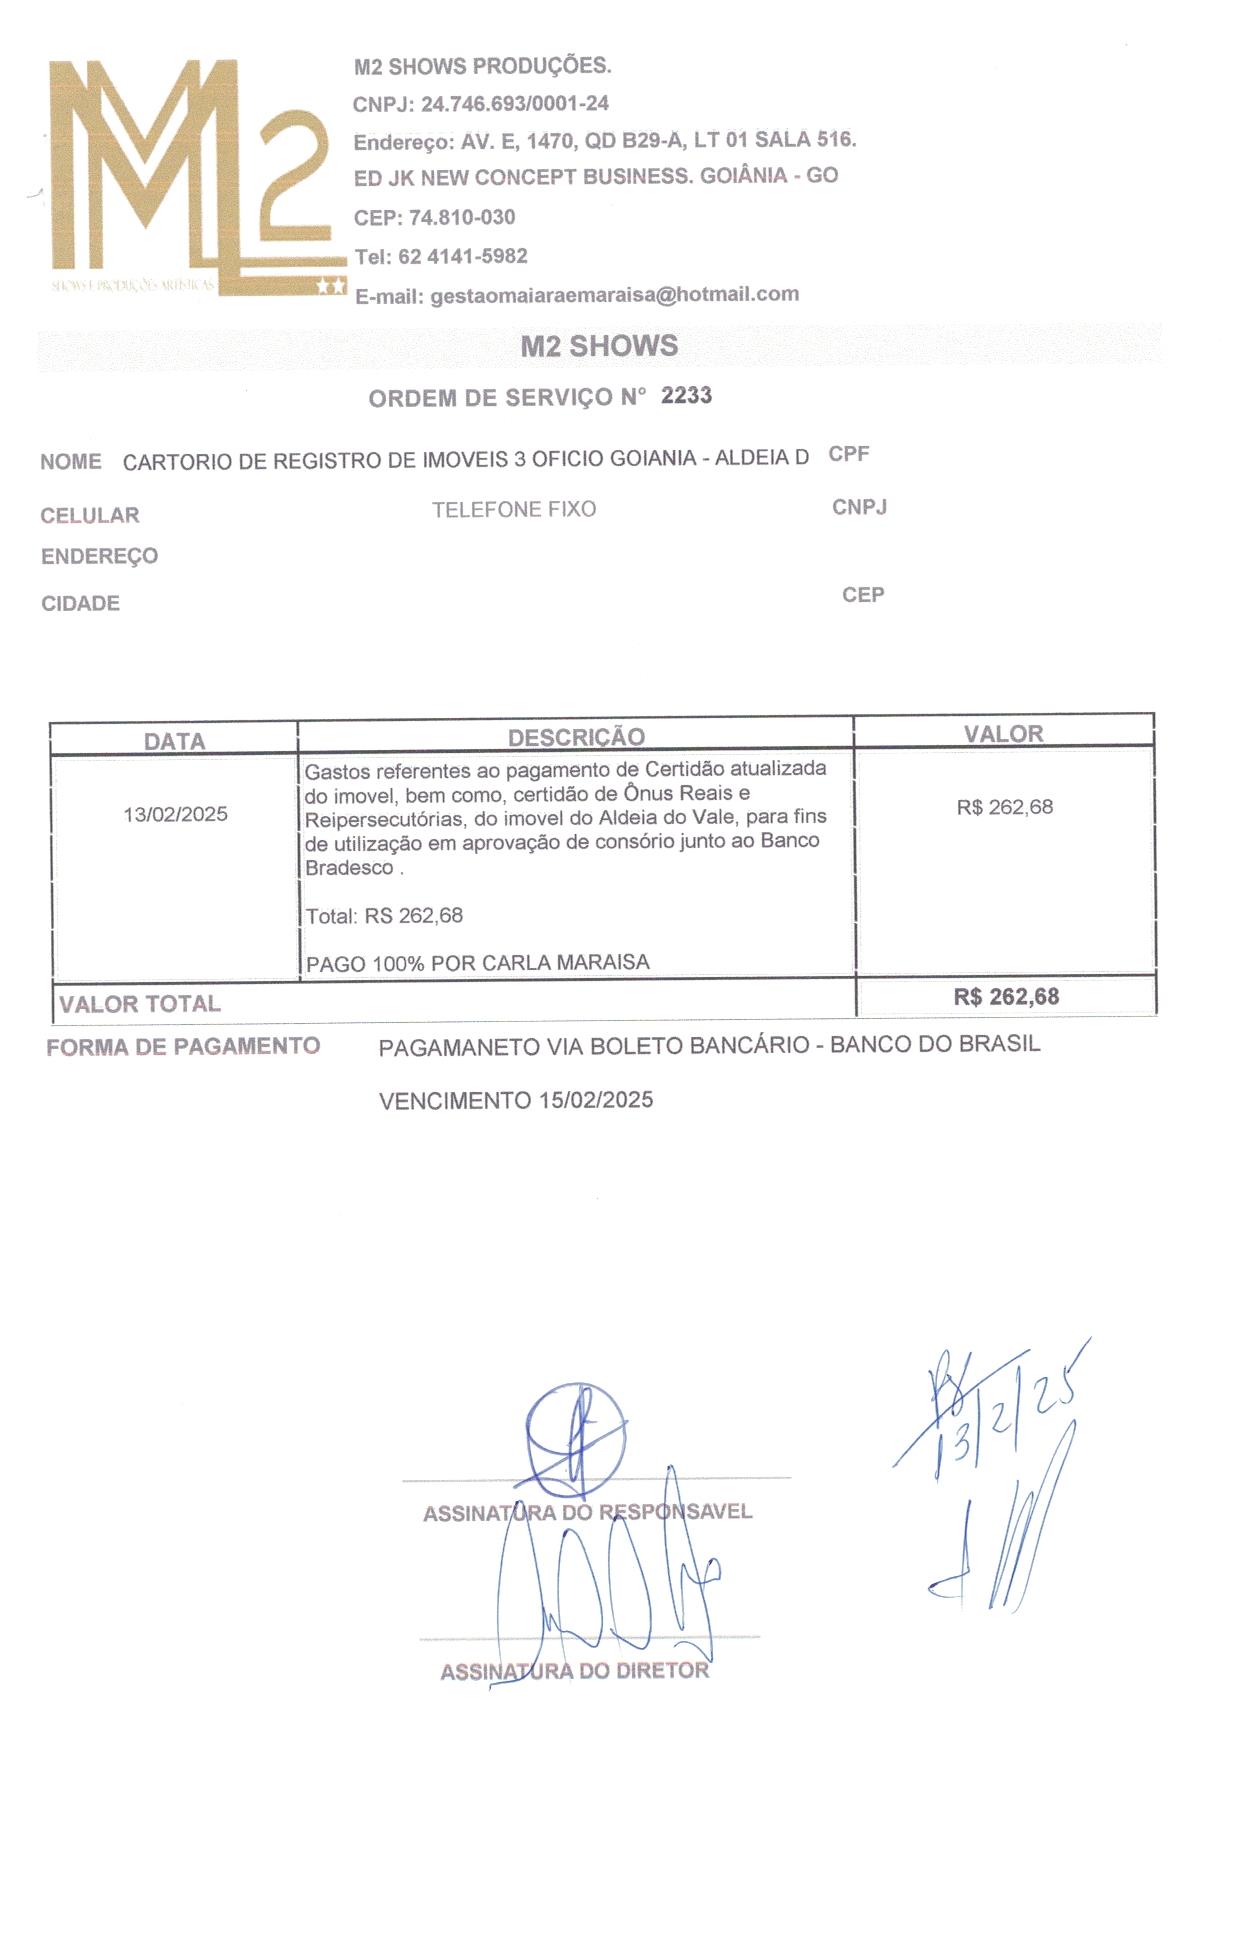 M2 SHOWS PRODUÇÕES.
CNPJ: 24.746.693/0001-24
Endereço: AV. E, 1470, QD B29-A, LT 01 SALA 516.
ED JK NEW CONCEPT BUSINESS. GOIÂNIA - GO
CEP: 74.810-030
Tel: 62 4141-5982
E-mail: gestaomaiaraemaraisa@hotmail.com
M2
SHOWS E PRODUÇÕES ARTÍSTICAS
M2 SHOWS
ORDEM DE SERVIÇO N° 2233
NOME CARTORIO DE REGISTRO DE IMOVEIS 3 OFICIO GOIANIA - ALDEIA D CPF
CELULAR TELEFONE FIXO CNPJ
ENDEREÇO
CIDADE CEP
DATA DESCRIÇÃO VALOR
13/02/2025
Gastos referentes ao pagamento de Certidão atualizada
do imovel, bem como, certidão de Ônus Reais e
Reipersecutórias, do imovel do Aldeia do Vale, para fins
de utilização em aprovação de consório junto ao Banco
Bradesco .
Total: RS 262,68
PAGO 100% POR CARLA MARAISA
R$ 262,68
VALOR TOTAL R$ 262,68
FORMA DE PAGAMENTO PAGAMANETO VIA BOLETO BANCÁRIO - BANCO DO BRASIL
VENCIMENTO 15/02/2025
13/2/25
ASSINATURA DO RESPONSAVEL
ASSINATURA DO DIRETOR